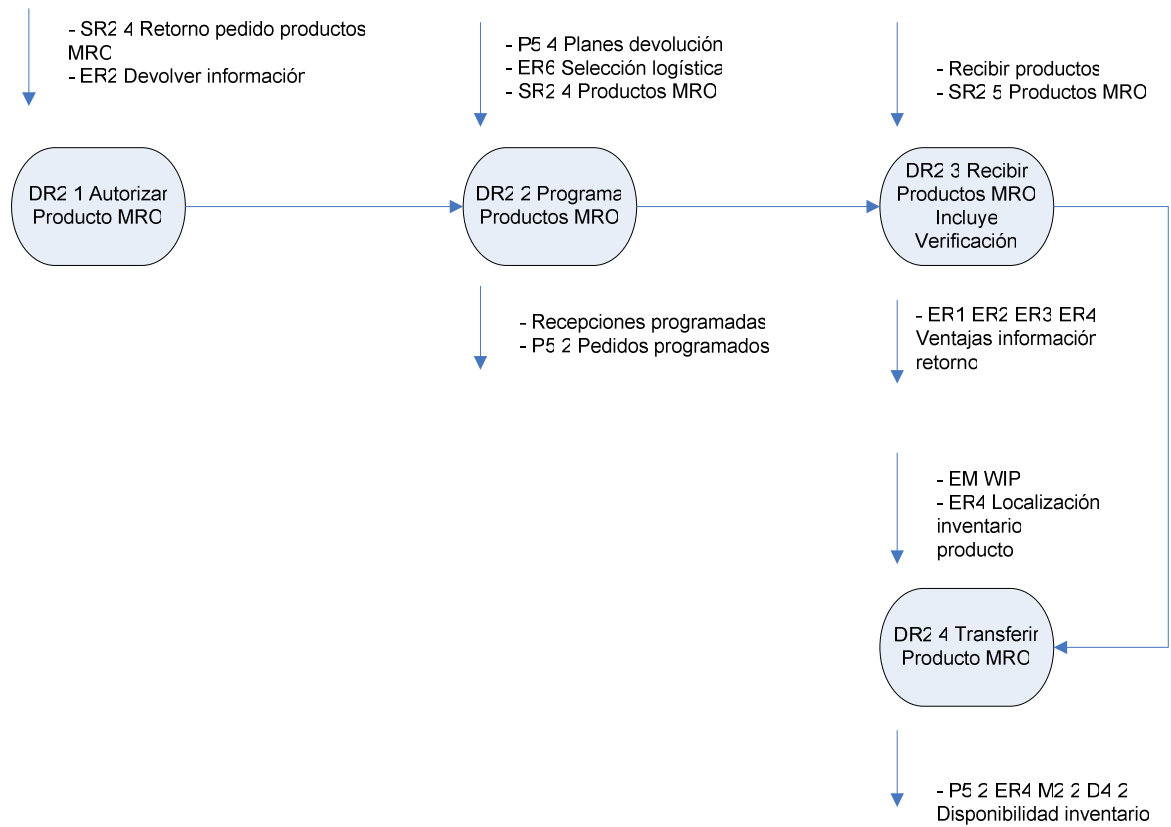 - SR2 4 Retorno pedido productos
MRO
- ER2 Devolver información
- P5 4 Planes devolución
- ER6 Selección logística
- SR2 4 Productos MRO
- Recibir productos
- SR2 5 Productos MRO
DR2 1 Autorizar
Producto MRO
DR2 2 Programa
Productos MRO
DR2 3 Recibir
Productos MRO
Incluye
Verificación
- Recepciones programadas
- P5 2 Pedidos programados
- ER1 ER2 ER3 ER4
Ventajas información
retorno
- EM WIP
- ER4 Localización
inventario
producto
DR2 4 Transferir
Producto MRO
- P5 2 ER4 M2 2 D4 2
Disponibilidad inventario